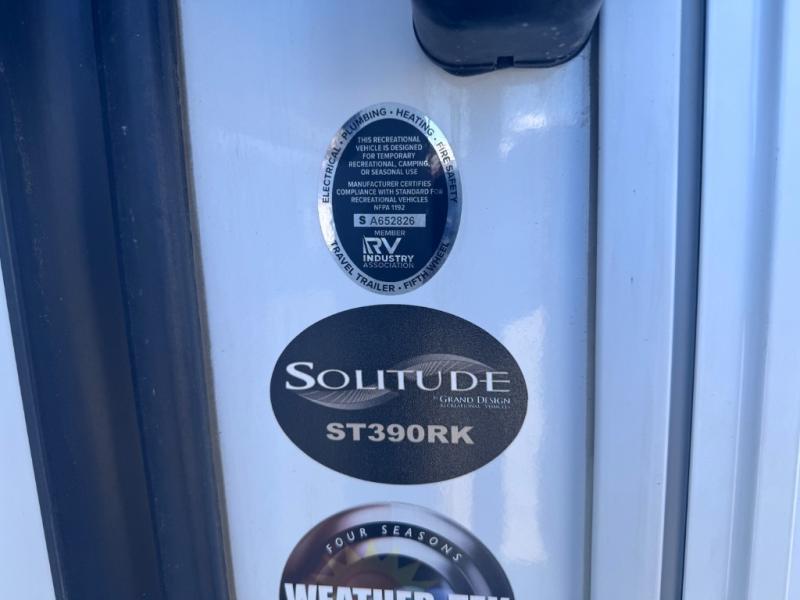 ELECTRICAL • PLUMBING • HEATING • FIRE SAFETY
THIS RECREATIONAL
VEHICLE IS DESIGNED
FOR TEMPORARY
RECREATIONAL, CAMPING,
OR SEASONAL USE
MANUFACTURER CERTIFIES
COMPLIANCE WITH STANDARD FOR
RECREATIONAL VEHICLES
NFPA 1192
S A652826
MEMBER
RV
INDUSTRY
ASSOCIATION
TRAVEL TRAILER • FIFTH WHEEL
SOLITUDE
BY GRAND DESIGN
RECREATIONAL VEHICLES
ST390RK
FOUR SEASONS
WEATHER-TEK